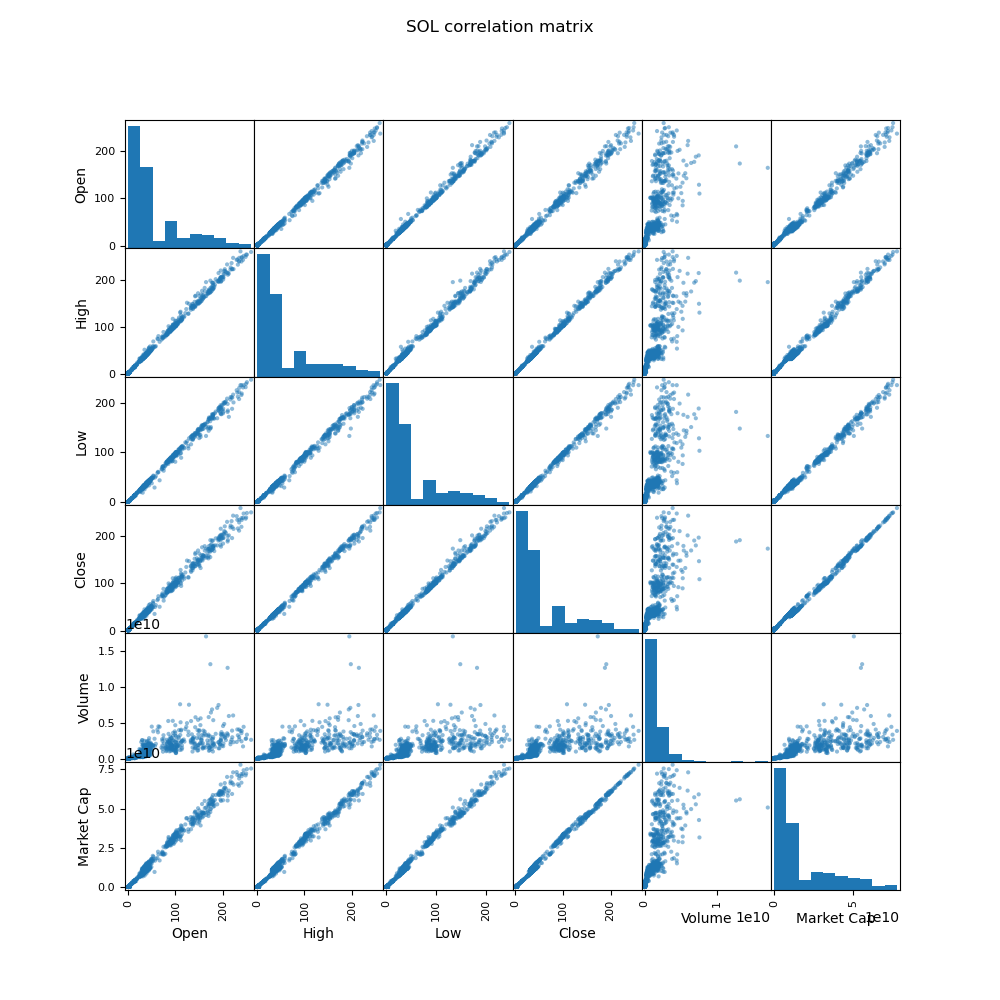 SOL correlation matrix
Open
200
100
0
High
200
100
0
Low
200
100
0
Close
200
100
0
1e10
Volume
1.5
1.0
0.5
0.0
1e10
Market Cap
7.5
5.0
2.5
0.0
0 100 200 0 100 200 0 100 200 0 100 200 0 1 0 5
Volume 1e10 Market Cap 1e10
Open High Low Close